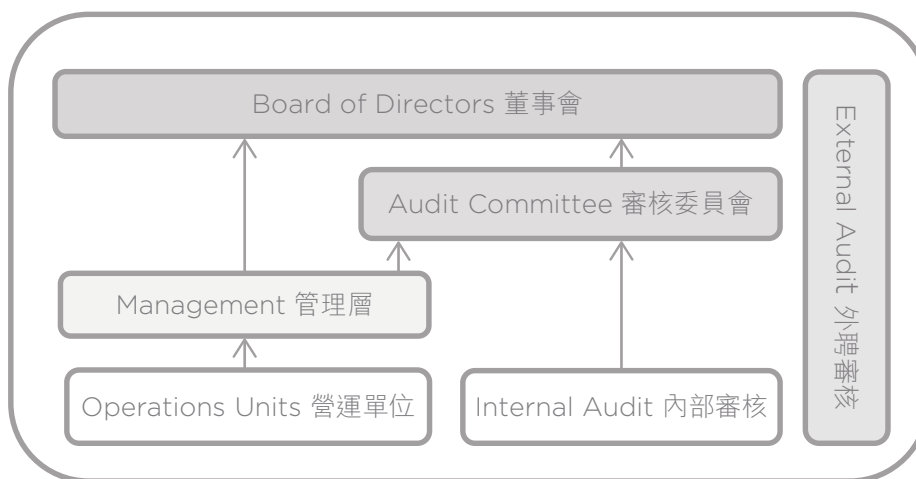 Board of Directors 董事會
Audit Committee 審核委員會
Management 管理層
Operations Units 營運單位
Internal Audit 內部審核
External Audit 外聘審核